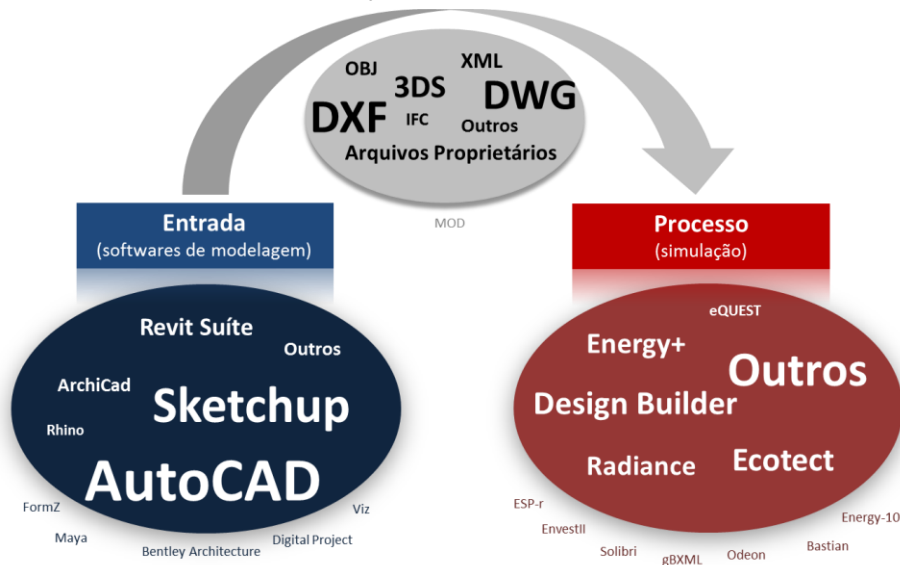 OBJ
XML
3DS
DWG
DXF
IFC
Outros
Arquivos Proprietários
MOD
Entrada
(softwares de modelagem)
Processo
(simulação)
Revit Suíte
Outros
ArchiCad
Sketchup
Rhino
AutoCAD
FormZ
Viz
Maya
Digital Project
Bentley Architecture
eQUEST
Energy+
Outros
Design Builder
Radiance
Ecotect
ESP-r
Energy-10
EnvestII
Bastian
Solibri
Odeon
gBXML